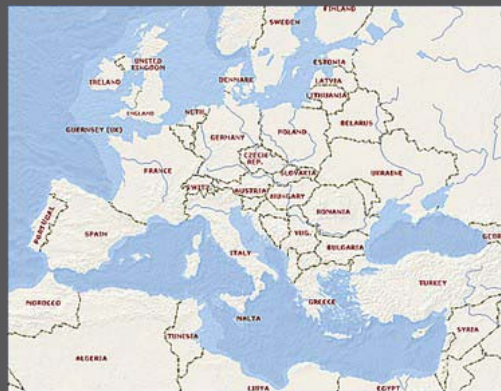 FINLAND
SWEDEN
ESTONIA
UNITED
KINGDOM
LATVIA
IRELAND
DENMARK
LITHUANIA
ENGLAND
NETH.
BELARUS
GUERNSEY (UK)
GERMANY
POLAND
CZECH
REP.
FRANCE
SLOVAKIA
UKRAINE
SWITZ
AUSTRIA
HUNGARY
ROMANIA
PORTUGAL
SPAIN
YUG.
GEOR
BULGARIA
ITALY
TURKEY
MOROCCO
GREECE
MALTA
SYRIA
TUNISIA
ALGERIA
LIBYA
EGYPT